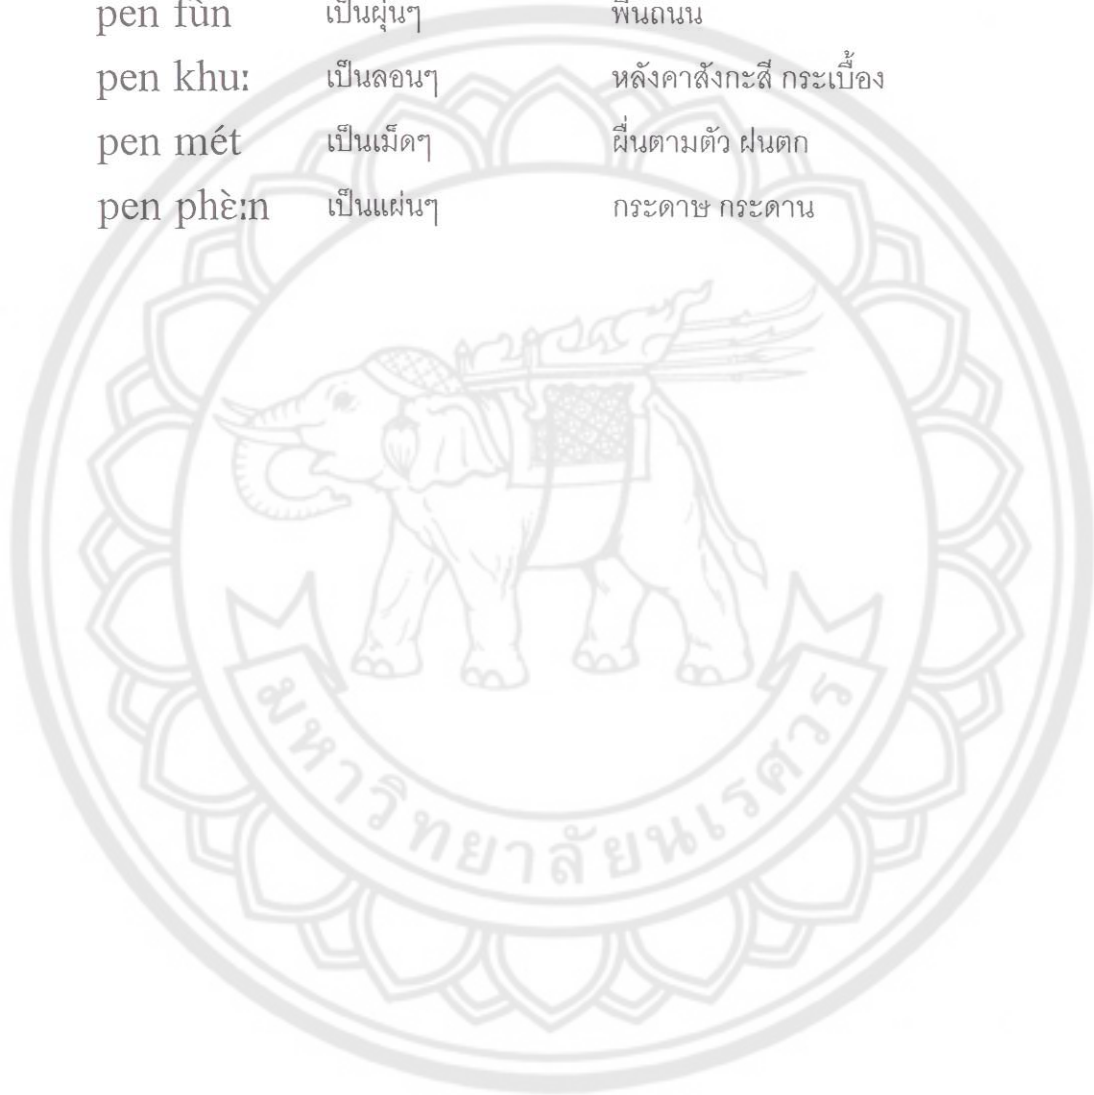 pen fùn เป็นฝุ่นๆ พื้นถนน
pen khuː เป็นลอนๆ หลังคาสังกะสี กระเบื้อง
pen mét เป็นเม็ดๆ ผื่นตามตัว ฝนตก
pen phɛ̀ːn เป็นแผ่นๆ กระดาษ กระดาน
มหาวิทยาลัยนเรศวร